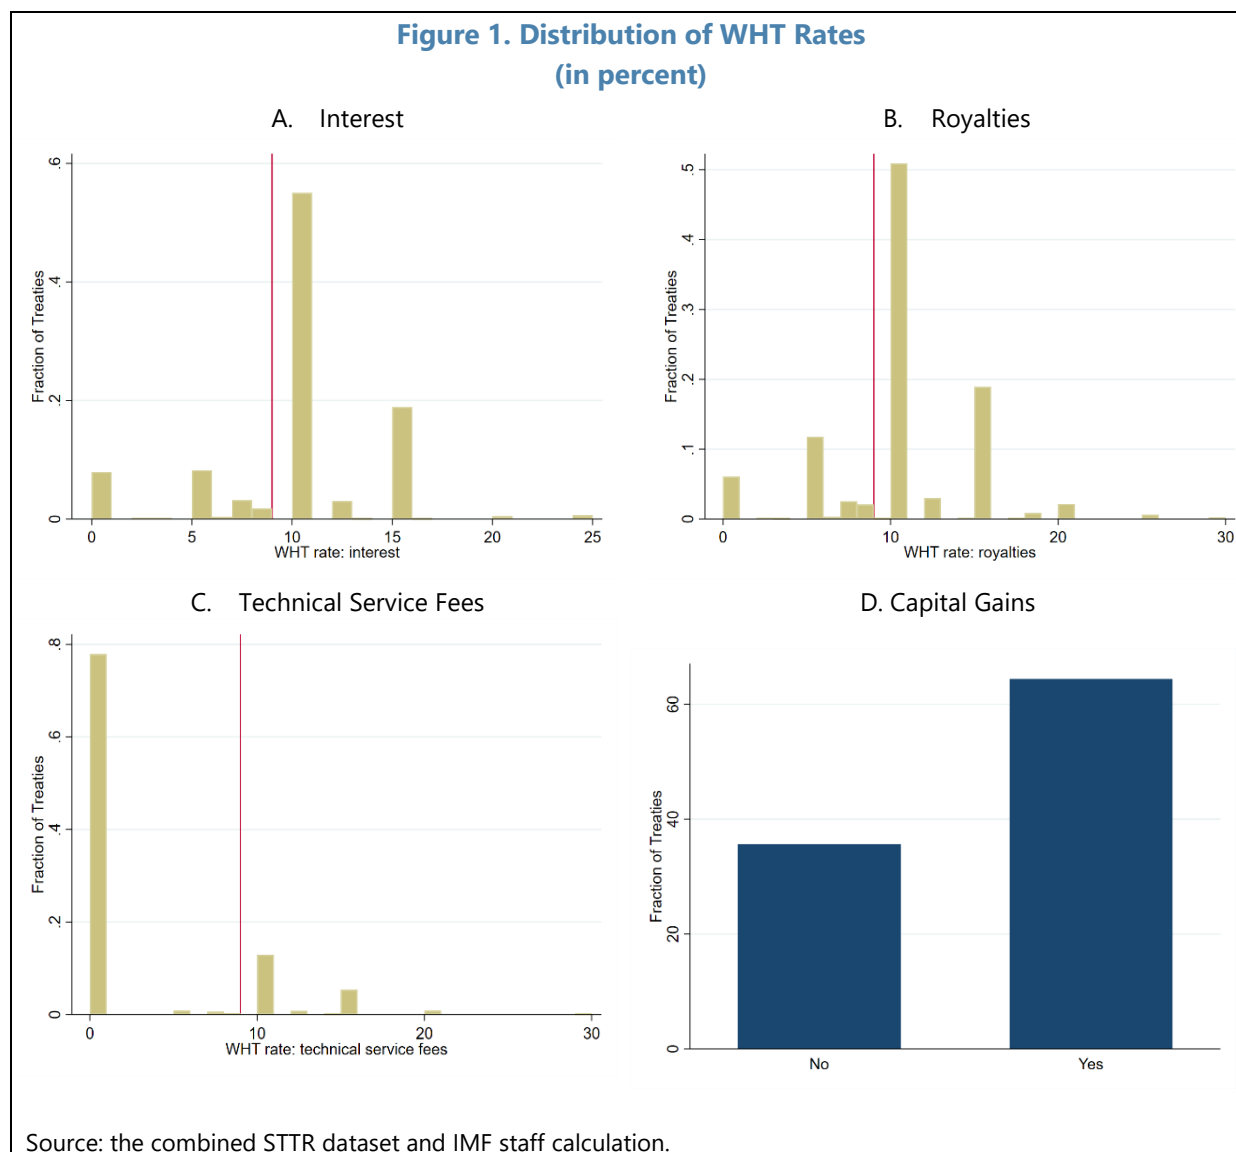 Figure 1. Distribution of WHT Rates
(in percent)
A. Interest
Fraction of Treaties
.6
.4
.2
0
0 5 10 15 20 25
WHT rate: interest
B. Royalties
Fraction of Treaties
.5
.4
.3
.2
.1
0
0 10 20 30
WHT rate: royalties
C. Technical Service Fees
Fraction of Treaties
.8
.6
.4
.2
0
0 10 20 30
WHT rate: technical service fees
D. Capital Gains
Fraction of Treaties
60
40
20
0
No Yes
Source: the combined STTR dataset and IMF staff calculation.